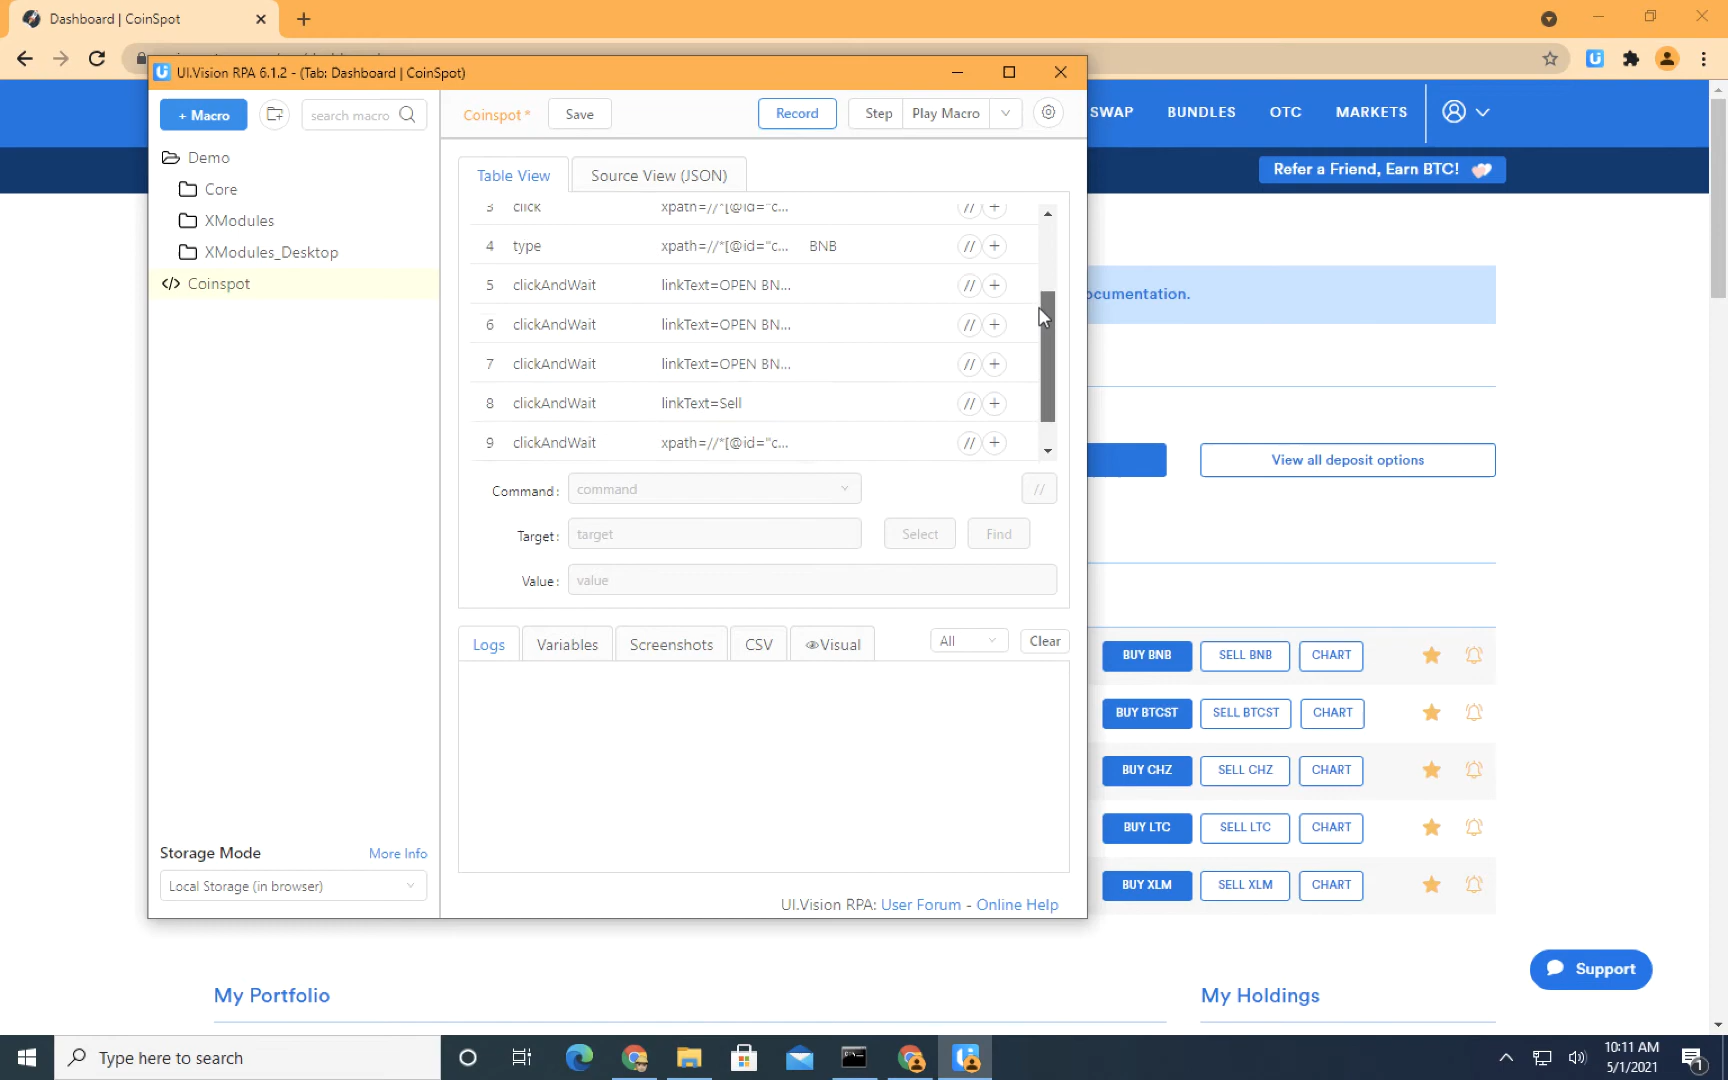 Dashboard | CoinSpot
UI.Vision RPA 6.1.2 - (Tab: Dashboard | CoinSpot)
+ Macro
search macro
Coinspot *
Save
Record
Step
Play Macro
SWAP
BUNDLES
OTC
MARKETS
Demo
Core
XModules
XModules_Desktop
Coinspot
Table View
Source View (JSON)
Refer a Friend, Earn BTC!
3 click xpath=//*[@id="c... // +
4 type xpath=//*[@id="c... BNB // +
5 clickAndWait linkText=OPEN BN... // +
6 clickAndWait linkText=OPEN BN... // +
7 clickAndWait linkText=OPEN BN... // +
8 clickAndWait linkText=Sell // +
9 clickAndWait xpath=//*[@id="c... // +
ocumentation.
View all deposit options
Command: command //
Target: target Select Find
Value: value
Logs
Variables
Screenshots
CSV
Visual
All
Clear
BUY BNB SELL BNB CHART
BUY BTCST SELL BTCST CHART
BUY CHZ SELL CHZ CHART
BUY LTC SELL LTC CHART
BUY XLM SELL XLM CHART
Storage Mode More Info
Local Storage (in browser)
UI.Vision RPA: User Forum - Online Help
Support
My Portfolio
My Holdings
Type here to search
10:11 AM
5/1/2021
1